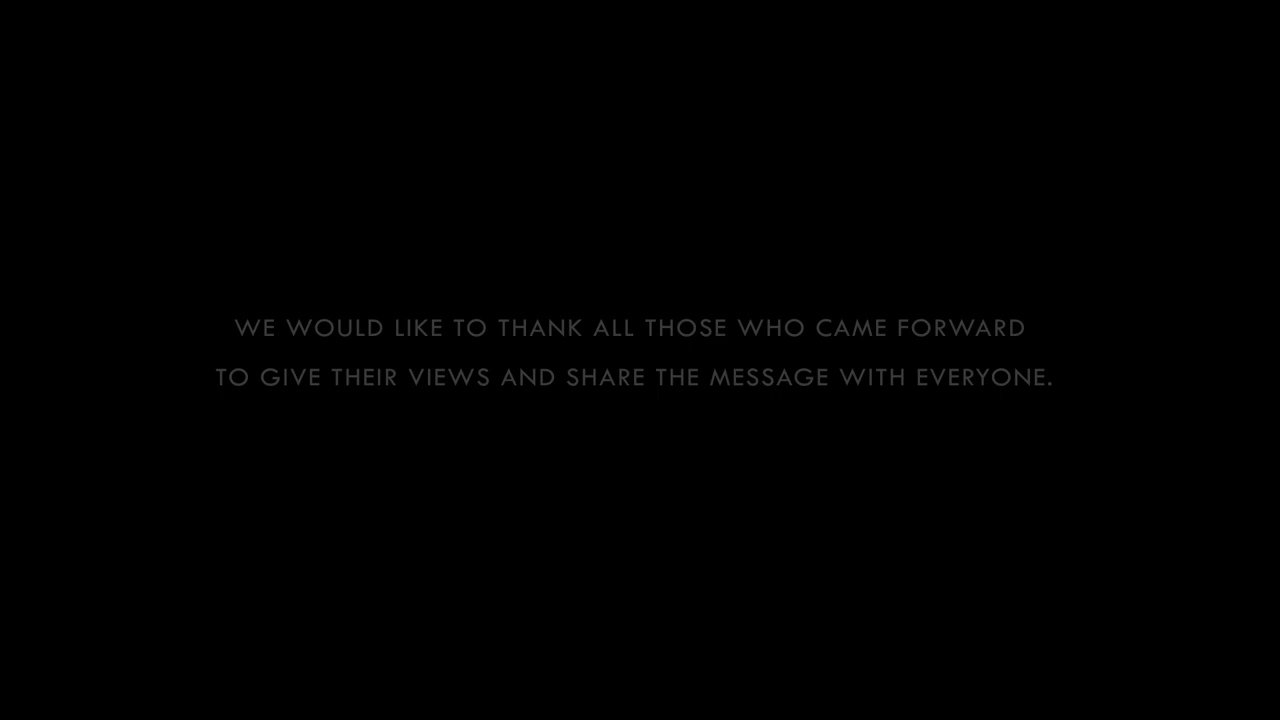 WE WOULD LIKE TO THANK ALL THOSE WHO CAME FORWARD
TO GIVE THEIR VIEWS AND SHARE THE MESSAGE WITH EVERYONE.